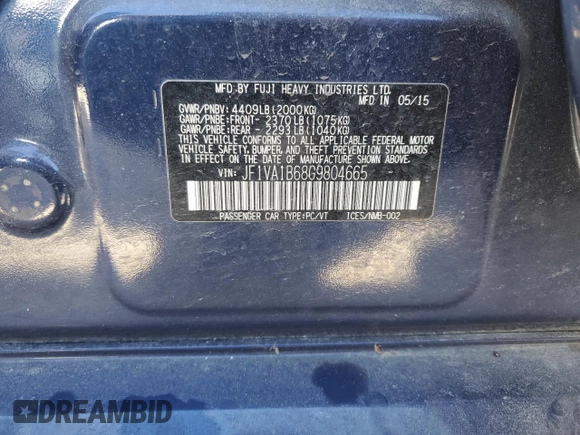 MFD BY FUJI HEAVY INDUSTRIES LTD.
MAN IN 05/15
GVWR/PNBV: 4409LB(2000KG)
GAWR/PNBE:FRONT- 2370LB(1075KG)
GAWR/PNBE:REAR - 2293LB(1040KG)
THIS VEHICLE CONFORMS TO ALL APPLICABLE FEDERAL MOTOR
VEHICLE SAFETY, BUMPER, AND THEFT PREVENTION STANDARDS
IN EFFECT ON THE DATE OF MANUFACTURE SHOWN ABOVE.
VIN: JF1VA1B68G9804665
PASSENGER CAR TYPE:PC/VT ICES/NMB-002
DREAMBID